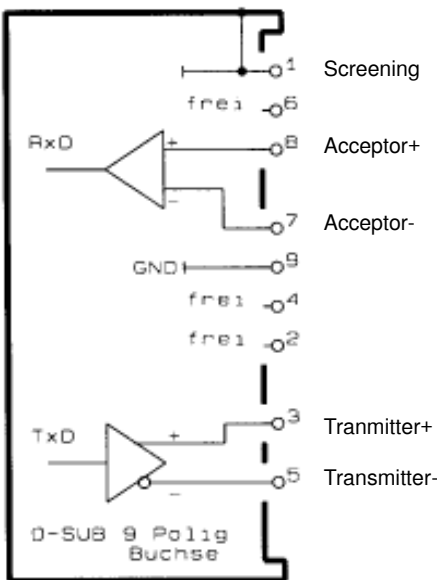 1 Screening
frei 6
RxD + 8 Acceptor+
- 7 Acceptor-
GND 9
frei 4
frei 2
TxD + 3 Tranmitter+
- 5 Transmitter-
D-SUB 9 Polig
Buchse